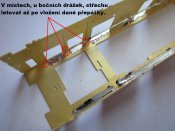 V místech, u bočních drážek, střechu
letovat až po vložení dané přepážky.